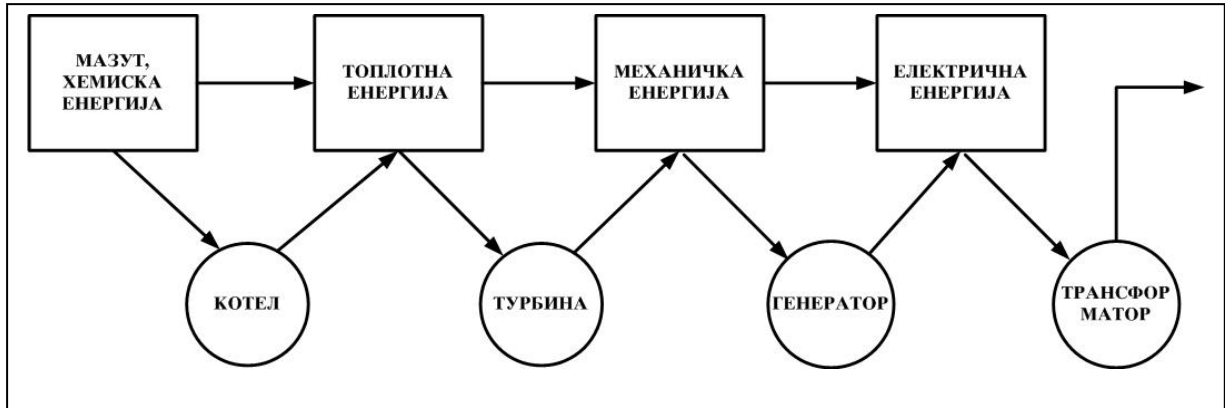 МАЗУТ,
ХЕМИСКА
ЕНЕРГИЈА
ТОПЛОТНА
ЕНЕРГИЈА
МЕХАНИЧКА
ЕНЕРГИЈА
ЕЛЕКТРИЧНА
ЕНЕРГИЈА
КОТЕЛ
ТУРБИНА
ГЕНЕРАТОР
ТРАНСФОР
МАТОР